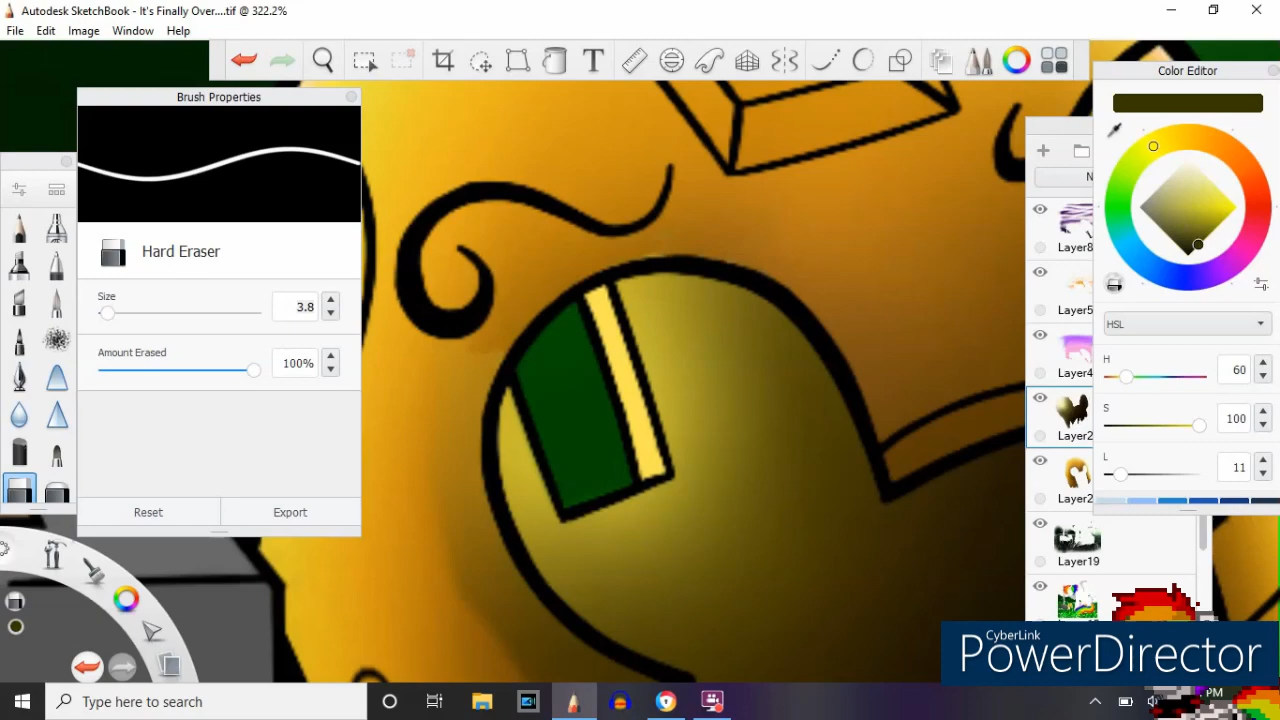 Autodesk SketchBook - It's Finally Over....tif @ 322.2%
File Edit Image Window Help
T
Brush Properties
Hard Eraser
Size
3.8
Amount Erased
100%
Reset Export
Color Editor
HSL
H 60
S 100
L 11
N
Layer8
Layer5
Layer4
Layer2
Layer2
Layer19
CyberLink
PowerDirector
Type here to search
PM